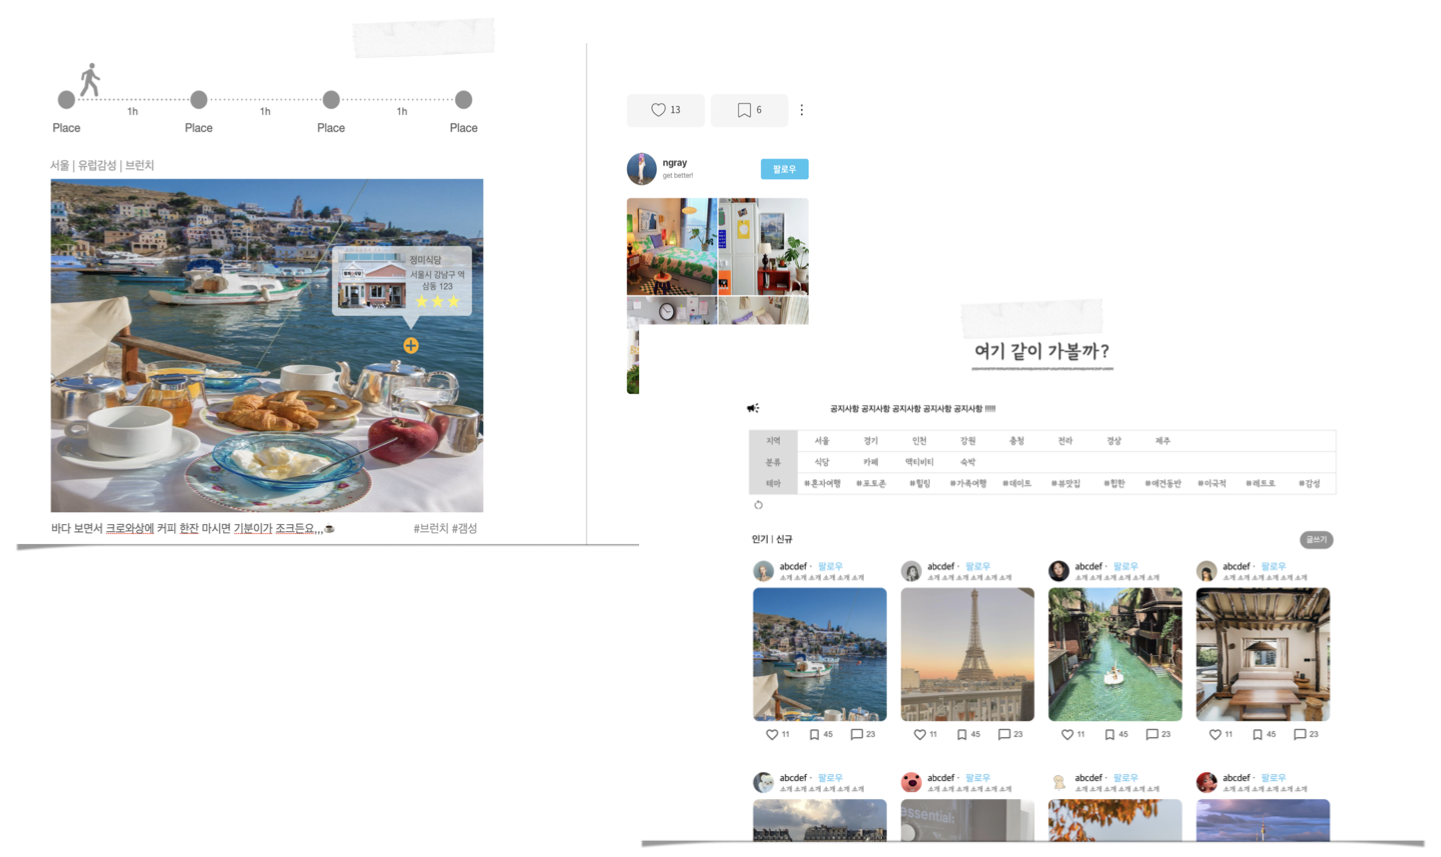 1h
1h
1h
Place
Place
Place
Place
서울 | 유럽감성 | 브런치
정미식당
서울시 강남구 역
삼동 123
바다 보면서 크로와상에 커피 한잔 마시면 기분이가 조크든요,,,☕
#브런치 #갬성
13
6
ngray
get better!
팔로우
여기 같이 가볼까?
공지사항 공지사항 공지사항 공지사항 공지사항 !!!!!
지역 서울 경기 인천 강원 충청 전라 경상 제주
분류 식당 카페 액티비티 숙박
테마 #혼자여행 #포토존 #힐링 #가족여행 #데이트 #뷰맛집 #힙한 #애견동반 #이국적 #레트로 #감성
인기 | 신규
글쓰기
abcdef · 팔로우
소개 소개 소개 소개 소개 소개
abcdef · 팔로우
소개 소개 소개 소개 소개 소개
abcdef · 팔로우
소개 소개 소개 소개 소개 소개
abcdef · 팔로우
소개 소개 소개 소개 소개 소개
11 45 23
11 45 23
11 45 23
11 45 23
abcdef · 팔로우
소개 소개 소개 소개 소개 소개
abcdef · 팔로우
소개 소개 소개 소개 소개 소개
abcdef · 팔로우
소개 소개 소개 소개 소개 소개
abcdef · 팔로우
소개 소개 소개 소개 소개 소개
essential: